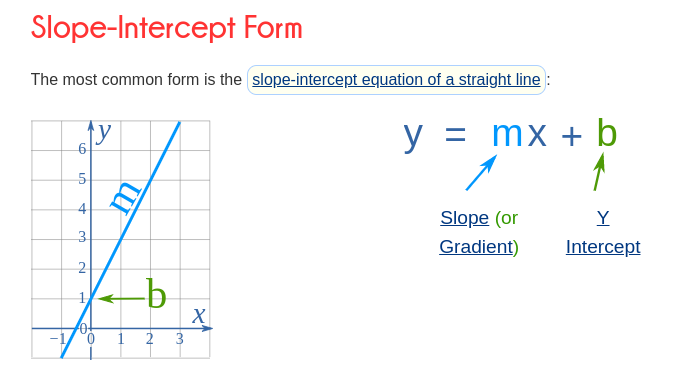 Slope-Intercept Form
The most common form is the slope-intercept equation of a straight line :
y
6
5
4
3
2
1
0
−1 0 1 2 3
x
m
b
y = mx + b
Slope (or
Gradient)
Y
Intercept